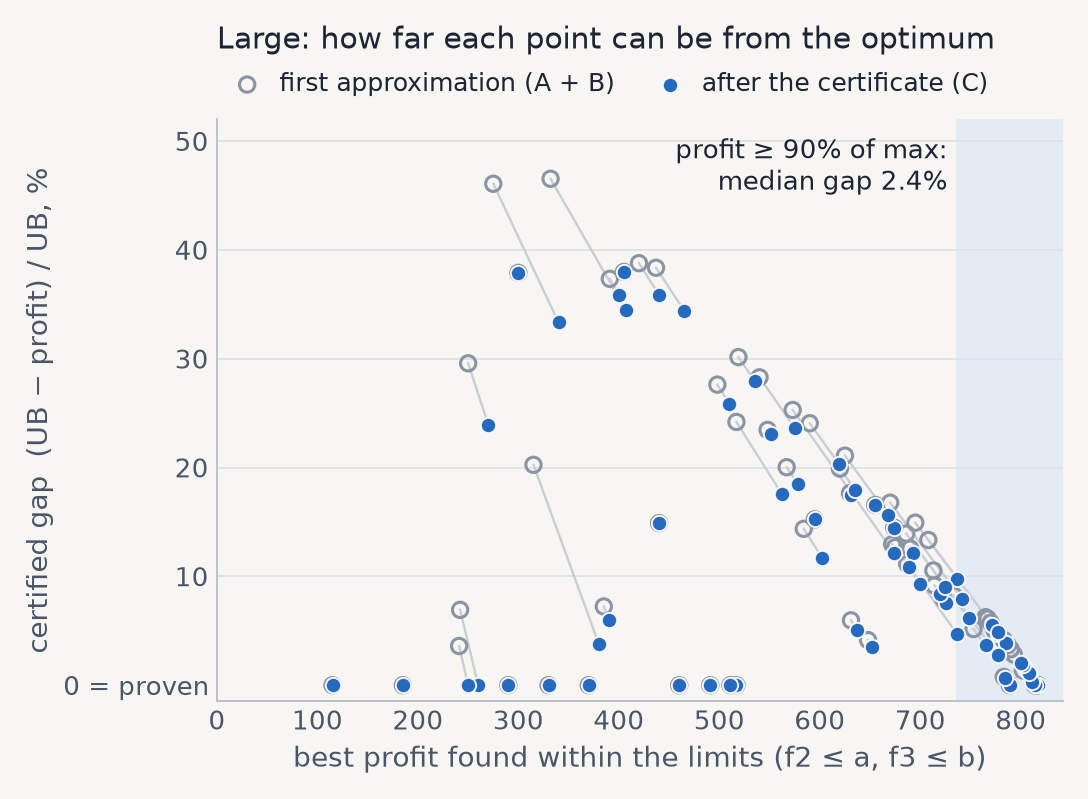 Large: how far each point can be from the optimum
first approximation (A + B)
after the certificate (C)
profit ≥ 90% of max:
median gap 2.4%
certified gap (UB − profit) / UB, %
50
40
30
20
10
0 = proven
0 100 200 300 400 500 600 700 800
best profit found within the limits (f2 ≤ a, f3 ≤ b)